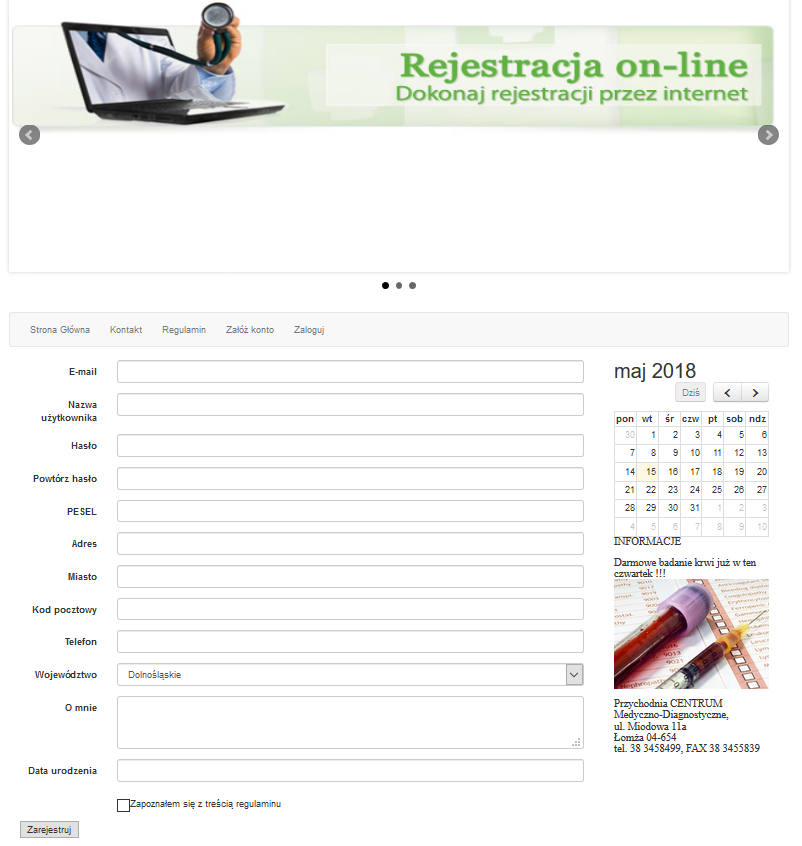 Rejestracja on-line
Dokonaj rejestracji przez internet
Strona Główna Kontakt Regulamin Załóż konto Zaloguj
E-mail
Nazwa
użytkownika
Hasło
Powtórz hasło
PESEL
Adres
Miasto
Kod pocztowy
Telefon
Województwo Dolnośląskie
O mnie
Data urodzenia
Zapoznałem się z treścią regulaminu
Zarejestruj
maj 2018
Dziś
pon wt śr czw pt sob ndz
30 1 2 3 4 5 6
7 8 9 10 11 12 13
14 15 16 17 18 19 20
21 22 23 24 25 26 27
28 29 30 31 1 2 3
4 5 6 7 8 9 10
INFORMACJE
Darmowe badanie krwi już w ten
czwartek !!!
Przychodnia CENTRUM
Medyczno-Diagnostyczne,
ul. Miodowa 11a
Łomża 04-654
tel. 38 3458499, FAX 38 3455839